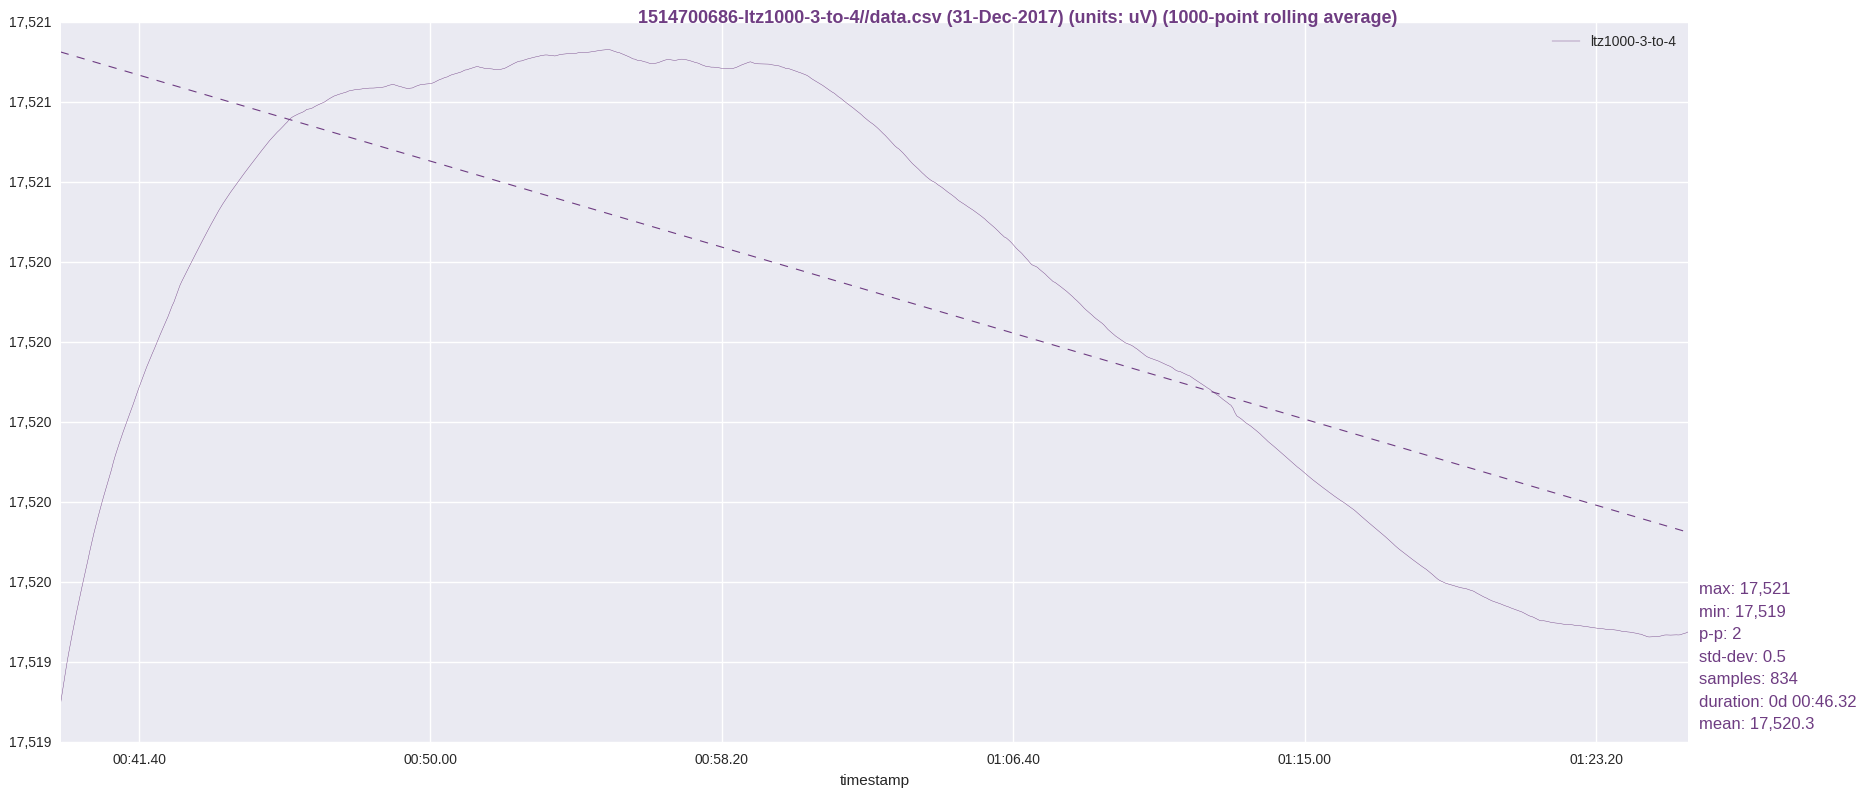 1514700686-ltz1000-3-to-4//data.csv (31-Dec-2017) (units: uV) (1000-point rolling average)
ltz1000-3-to-4
17,521
17,521
17,521
17,520
17,520
17,520
17,520
17,520
17,519
17,519
max: 17,521
min: 17,519
p-p: 2
std-dev: 0.5
samples: 834
duration: 0d 00:46.32
mean: 17,520.3
00:41.40
00:50.00
00:58.20
01:06.40
01:15.00
01:23.20
timestamp